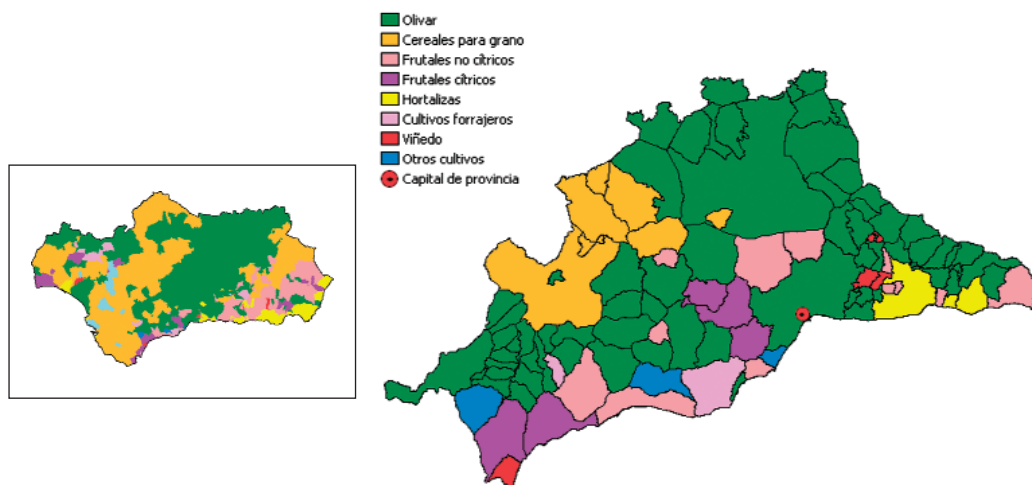 Olivar
Cereales para grano
Frutales no cítricos
Frutales cítricos
Hortalizas
Cultivos forrajeros
Viñedo
Otros cultivos
Capital de provincia